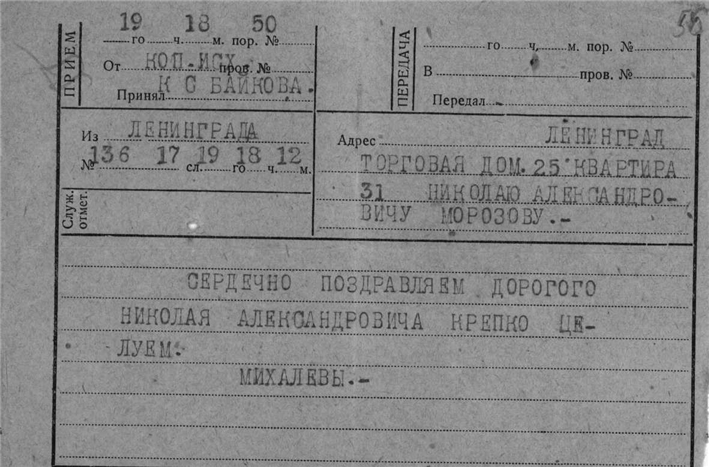 56
ПРИЕМ
19 18 50
го ч. м. пор. №
От КОП.ИСХ. пров. №
Принял К С БАЙКОВА.
ПЕРЕДАЧА
го ч. м. пор. №
В пров. №
Передал
Из ЛЕНИНГРАДА
№ 136 17 сл. 19 го 18 ч. 12 м.
Служ. отмет.
Адрес ЛЕНИНГРАД
ТОРГОВАЯ ДОМ.25 КВАРТИРА
31 НИКОЛАЮ АЛЕКСАНДРО-
ВИЧУ МОРОЗОВУ.-
СЕРДЕЧНО ПОЗДРАВЛЯЕМ ДОРОГОГО
НИКОЛАЯ АЛЕКСАНДРОВИЧА КРЕПКО ЦЕ-
ЛУЕМ.
МИХАЛЕВЫ.-